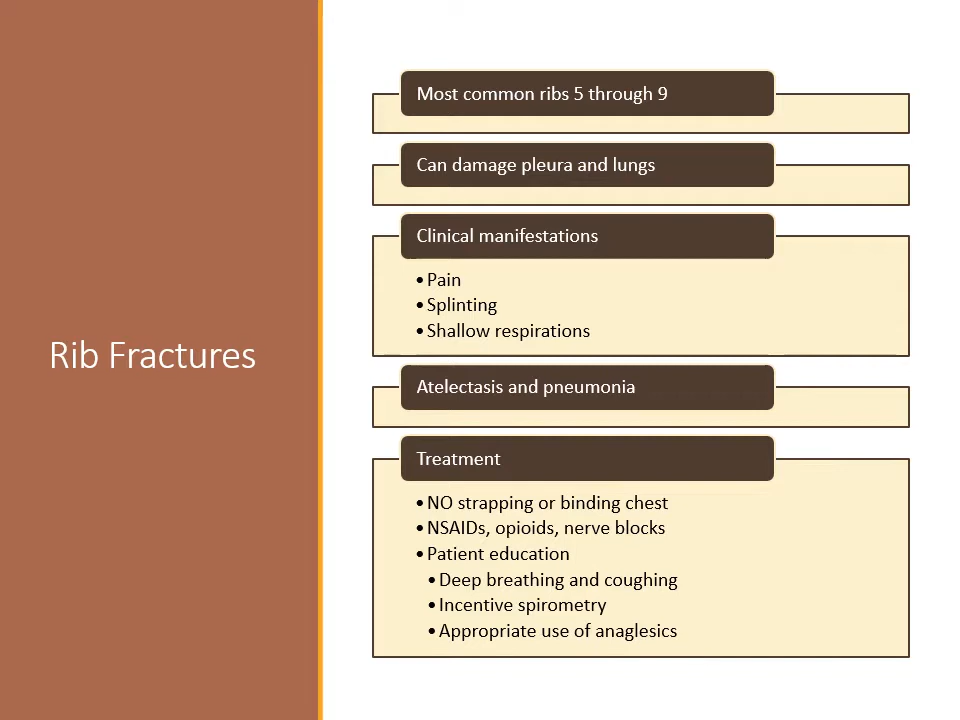 Rib Fractures
Most common ribs 5 through 9
Can damage pleura and lungs
Clinical manifestations
•Pain
•Splinting
•Shallow respirations
Atelectasis and pneumonia
Treatment
•NO strapping or binding chest
•NSAIDs, opioids, nerve blocks
•Patient education
•Deep breathing and coughing
•Incentive spirometry
•Appropriate use of anaglesics